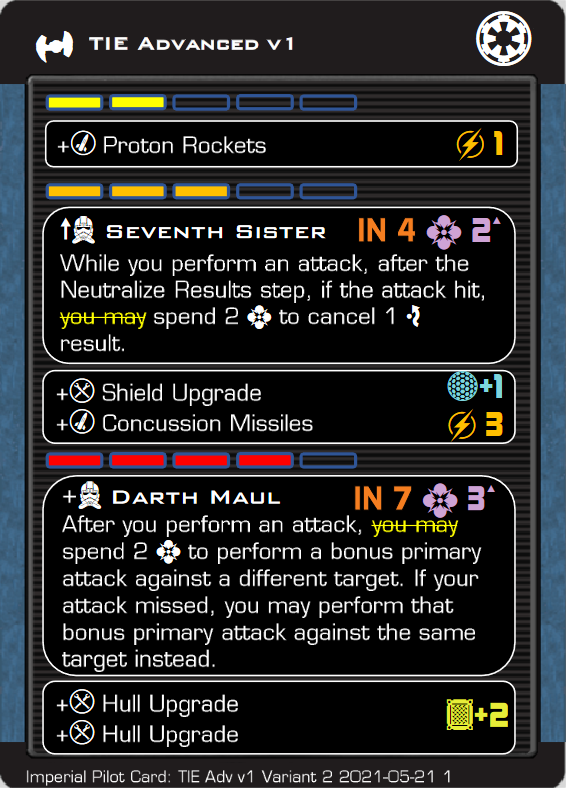 TIE Advanced v1
+ Proton Rockets 1
Seventh Sister IN 4 2
While you perform an attack, after the
Neutralize Results step, if the attack hit,
you may spend 2 to cancel 1
result.
+ Shield Upgrade +1
+ Concussion Missiles 3
+ Darth Maul IN 7 3
After you perform an attack, you may
spend 2 to perform a bonus primary
attack against a different target. If your
attack missed, you may perform that
bonus primary attack against the same
target instead.
+ Hull Upgrade +2
+ Hull Upgrade
Imperial Pilot Card: TIE Adv v1 Variant 2 2021-05-21 1